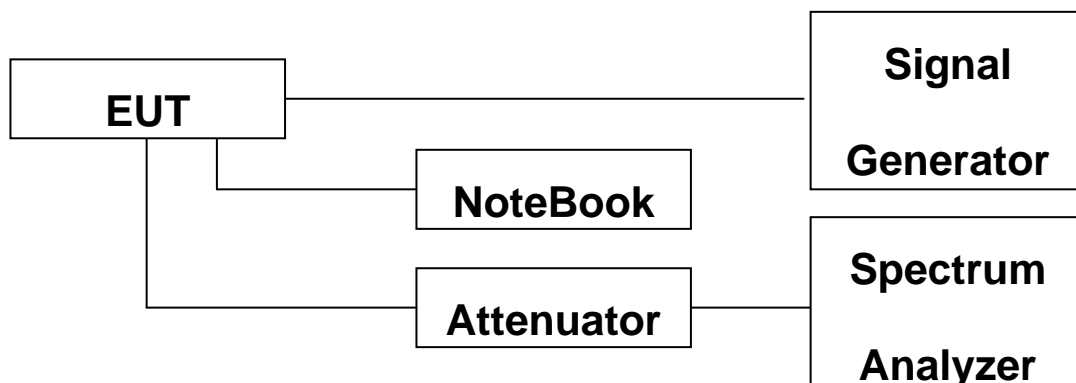 EUT
Signal
Generator
NoteBook
Attenuator
Spectrum
Analyzer